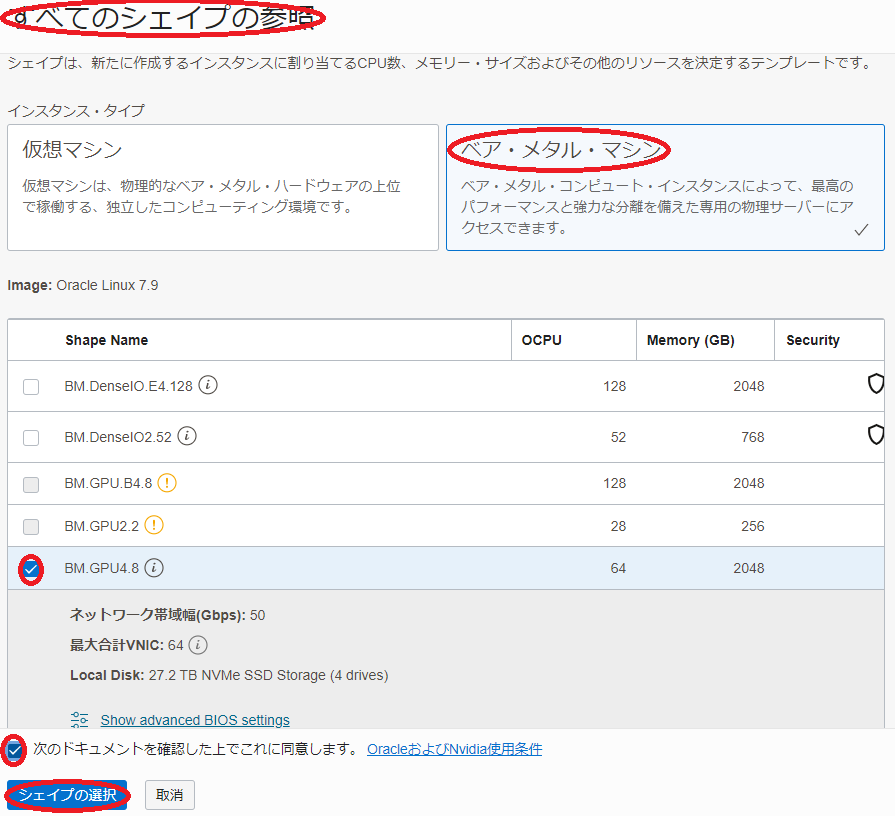 すべてのシェイプの参照
シェイプは、新たに作成するインスタンスに割り当てるCPU数、メモリー・サイズおよびその他のリソースを決定するテンプレートです。
インスタンス・タイプ
仮想マシン
仮想マシンは、物理的なベア・メタル・ハードウェアの上位
で稼働する、独立したコンピューティング環境です。
ベア・メタル・マシン
ベア・メタル・コンピュート・インスタンスによって、最高の
パフォーマンスと強力な分離を備えた専用の物理サーバーにア
クセスできます。
Image: Oracle Linux 7.9
Shape Name OCPU Memory (GB) Security
BM.DenseIO.E4.128 128 2048
BM.DenseIO2.52 52 768
BM.GPU.B4.8 128 2048
BM.GPU2.2 28 256
BM.GPU4.8 64 2048
ネットワーク帯域幅(Gbps): 50
最大合計VNIC: 64
Local Disk: 27.2 TB NVMe SSD Storage (4 drives)
Show advanced BIOS settings
次のドキュメントを確認した上でこれに同意します。 OracleおよびNvidia使用条件
シェイプの選択 取消